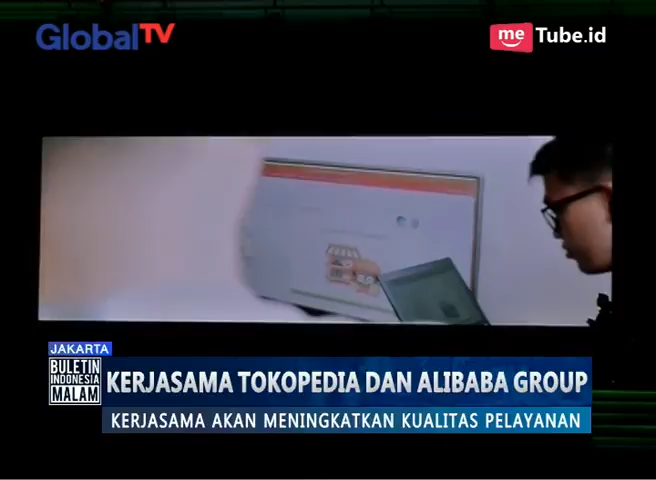 GlobalTV
me Tube.id
JAKARTA
BULETIN
INDONESIA
MALAM
KERJASAMA TOKOPEDIA DAN ALIBABA GROUP
KERJASAMA AKAN MENINGKATKAN KUALITAS PELAYANAN